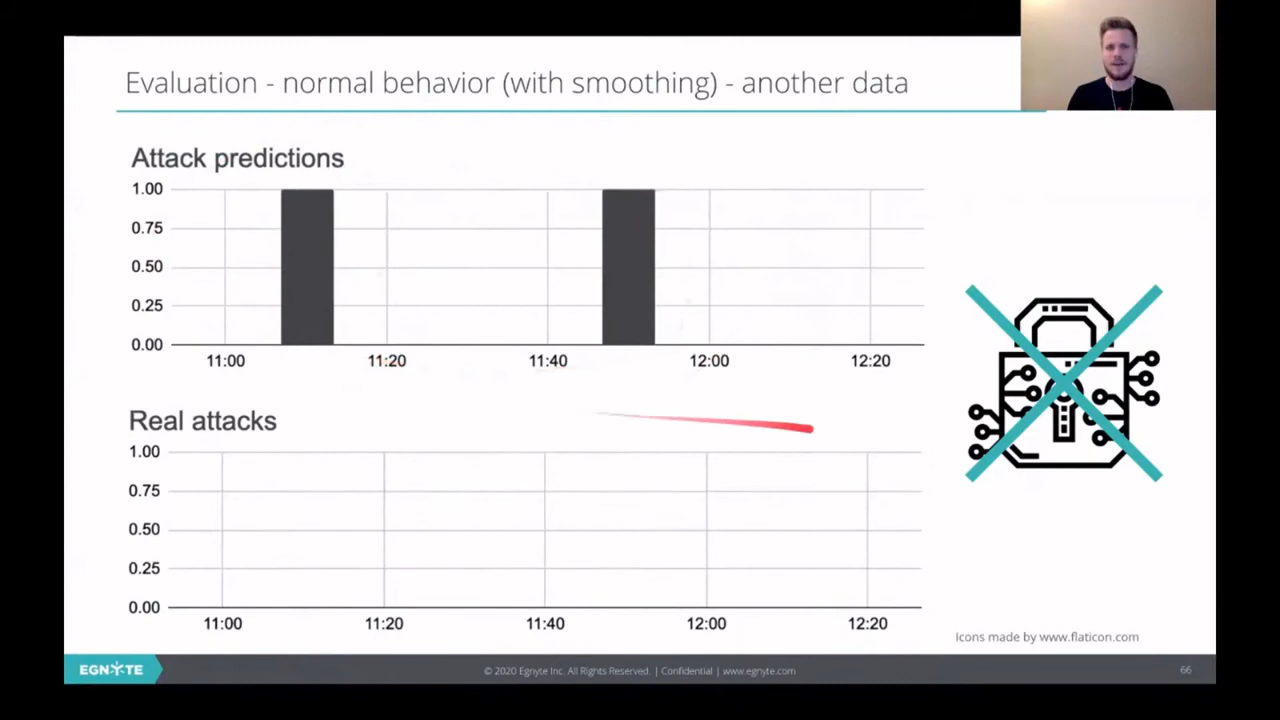 Evaluation - normal behavior (with smoothing) - another data
Attack predictions
1.00
0.75
0.50
0.25
0.00
11:00 11:20 11:40 12:00 12:20
Real attacks
1.00
0.75
0.50
0.25
0.00
11:00 11:20 11:40 12:00 12:20
Icons made by www.flaticon.com
EGNYTE
© 2020 Egnyte Inc. All Rights Reserved. | Confidential | www.egnyte.com
66